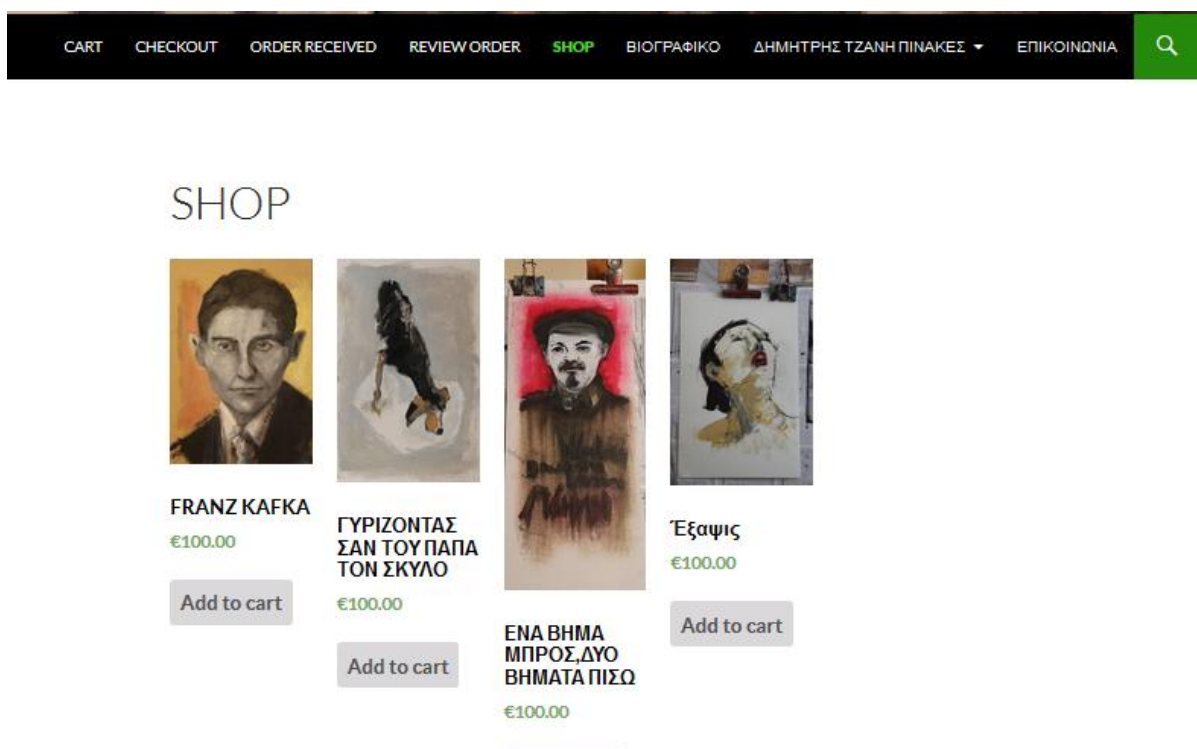 CART CHECKOUT ORDER RECEIVED REVIEW ORDER SHOP ΒΙΟΓΡΑΦΙΚΟ ΔΗΜΗΤΡΗΣ ΤΖΑΝΗ ΠΙΝΑΚΕΣ ΕΠΙΚΟΙΝΩΝΙΑ
SHOP
FRANZ KAFKA
€100.00
Add to cart
ΓΥΡΙΖΟΝΤΑΣ
ΣΑΝ ΤΟΥ ΠΑΠΑ
ΤΟΝ ΣΚΥΛΟ
€100.00
Add to cart
ΕΝΑ ΒΗΜΑ
ΜΠΡΟΣ,ΔΥΟ
ΒΗΜΑΤΑ ΠΙΣΩ
€100.00
Έξαψις
€100.00
Add to cart